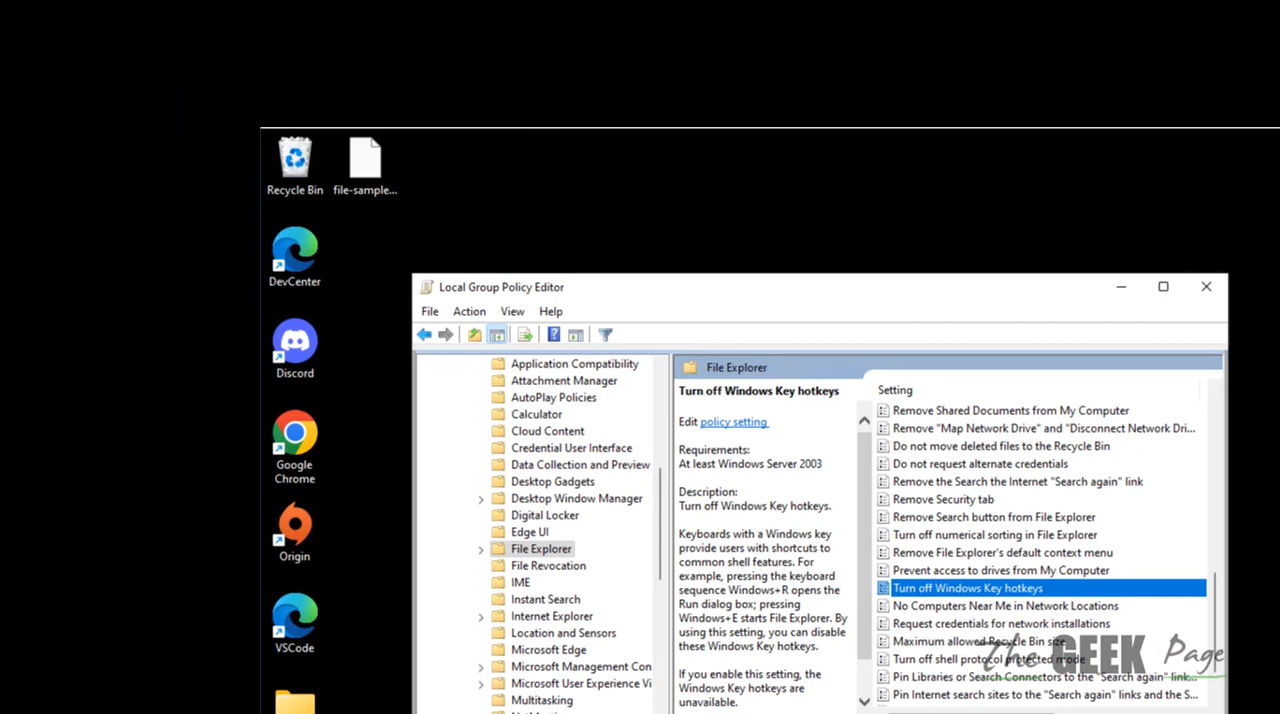 Recycle Bin
file-sample...
DevCenter
Discord
Google
Chrome
Origin
VSCode
Local Group Policy Editor
File Action View Help
Application Compatibility
Attachment Manager
AutoPlay Policies
Calculator
Cloud Content
Credential User Interface
Data Collection and Preview
Desktop Gadgets
Desktop Window Manager
Digital Locker
Edge UI
File Explorer
File Revocation
IME
Instant Search
Internet Explorer
Location and Sensors
Microsoft Edge
Microsoft Management Con
Microsoft User Experience Vi
Multitasking
File Explorer
Turn off Windows Key hotkeys
Edit policy setting
Requirements:
At least Windows Server 2003
Description:
Turn off Windows Key hotkeys.
Keyboards with a Windows key
provide users with shortcuts to
common shell features. For
example, pressing the keyboard
sequence Windows+R opens the
Run dialog box; pressing
Windows+E starts File Explorer. By
using this setting, you can disable
these Windows Key hotkeys.
If you enable this setting, the
Windows Key hotkeys are
unavailable.
Setting
Remove Shared Documents from My Computer
Remove "Map Network Drive" and "Disconnect Network Dri...
Do not move deleted files to the Recycle Bin
Do not request alternate credentials
Remove the Search the Internet "Search again" link
Remove Security tab
Remove Search button from File Explorer
Turn off numerical sorting in File Explorer
Remove File Explorer's default context menu
Prevent access to drives from My Computer
Turn off Windows Key hotkeys
No Computers Near Me in Network Locations
Request credentials for network installations
Maximum allowed Recycle Bin size
Turn off shell protocol protected mode
Pin Libraries or Search Connectors to the "Search again" link...
Pin Internet search sites to the "Search again" links and the S...
The GEEK Page